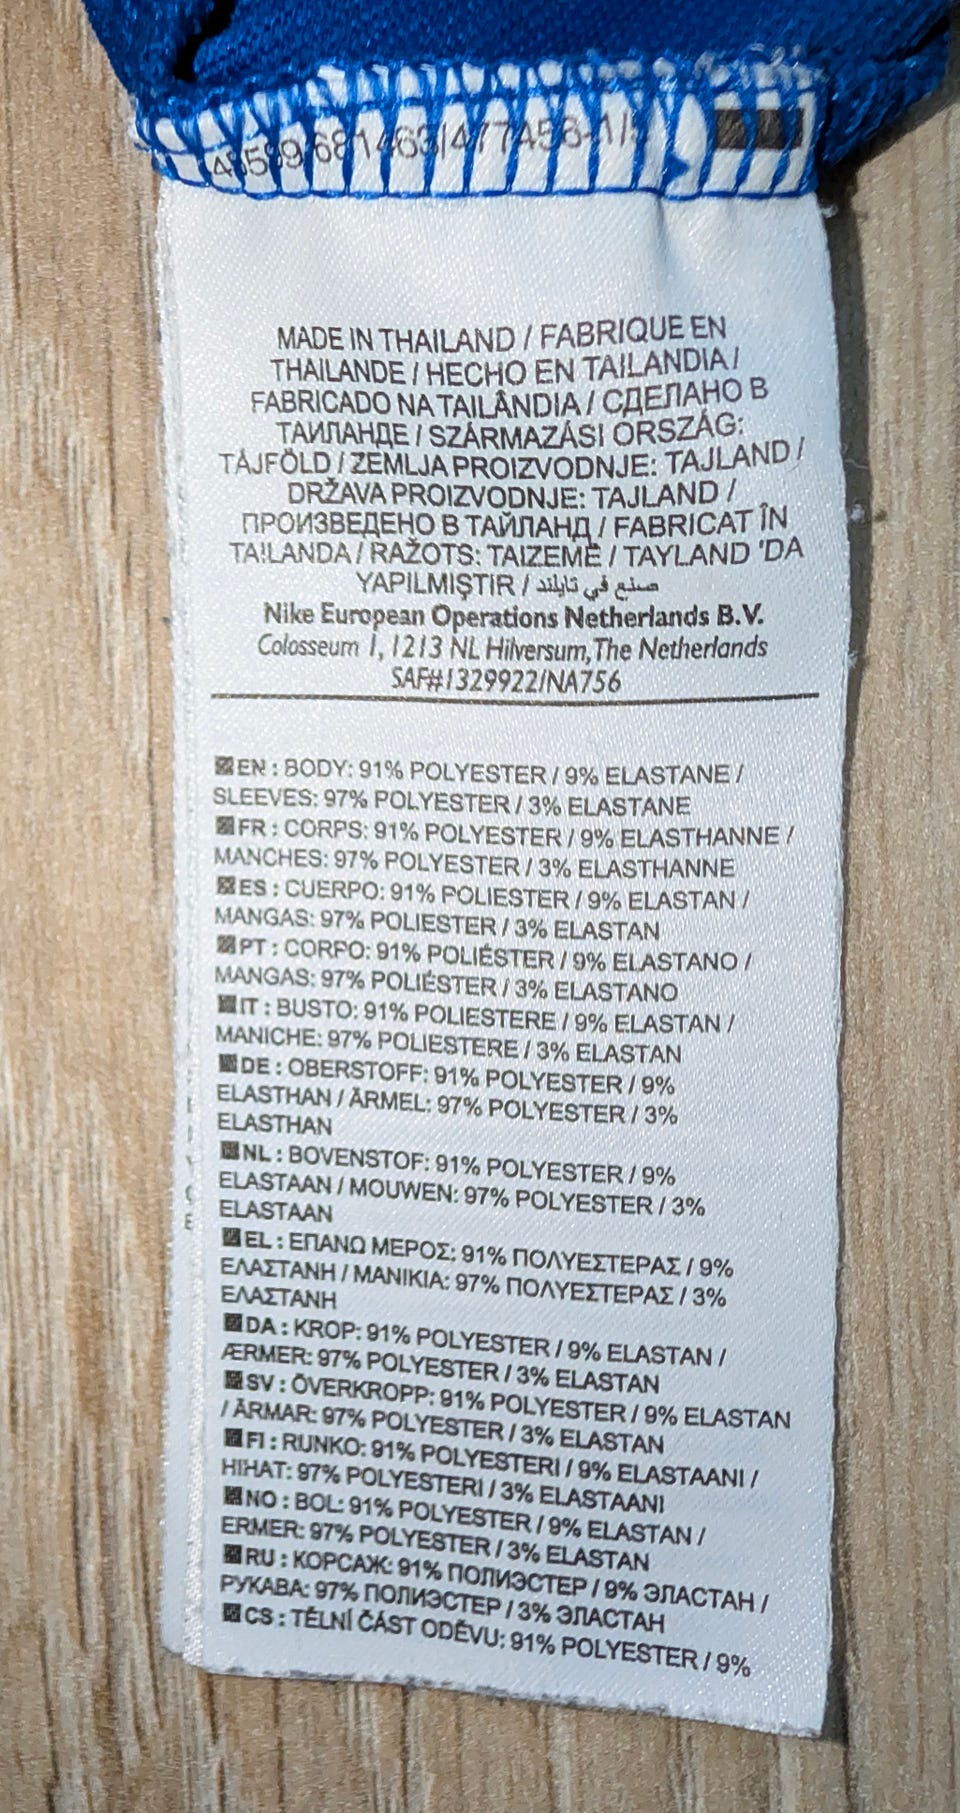 MADE IN THAILAND / FABRIQUE EN
THAILANDE / HECHO EN TAILANDIA /
FABRICADO NA TAILÂNDIA / СДЕЛАНО В
ТАИЛАНДЕ / SZÁRMAZÁSI ORSZÁG:
TÁJFÖLD / ZEMLJA PROIZVODNJE: TAJLAND /
DRŽAVA PROIZVODNJE: TAJLAND /
ПРОИЗВЕДЕНО В ТАЙЛАНД / FABRICAT ÎN
TAILANDA / RAŽOTS: TAIZEMĒ / TAYLAND 'DA
YAPILMIŞTIR / صنع في تايلند
Nike European Operations Netherlands B.V.
Colosseum 1, 1213 NL Hilversum, The Netherlands
SAF#1329922/NA756
EN : BODY: 91% POLYESTER / 9% ELASTANE /
SLEEVES: 97% POLYESTER / 3% ELASTANE
FR : CORPS: 91% POLYESTER / 9% ELASTHANNE /
MANCHES: 97% POLYESTER / 3% ELASTHANNE
ES : CUERPO: 91% POLIESTER / 9% ELASTAN /
MANGAS: 97% POLIESTER / 3% ELASTAN
PT : CORPO: 91% POLIÉSTER / 9% ELASTANO /
MANGAS: 97% POLIÉSTER / 3% ELASTANO
IT : BUSTO: 91% POLIESTERE / 9% ELASTAN /
MANICHE: 97% POLIESTERE / 3% ELASTAN
DE : OBERSTOFF: 91% POLYESTER / 9%
ELASTHAN / ÄRMEL: 97% POLYESTER / 3%
ELASTHAN
NL : BOVENSTOF: 91% POLYESTER / 9%
ELASTAAN / MOUWEN: 97% POLYESTER / 3%
ELASTAAN
EL : ΕΠΑΝΩ ΜΕΡΟΣ: 91% ΠΟΛΥΕΣΤΕΡΑΣ / 9%
ΕΛΑΣΤΑΝΗ / ΜΑΝΙΚΙΑ: 97% ΠΟΛΥΕΣΤΕΡΑΣ / 3%
ΕΛΑΣΤΑΝΗ
DA : KROP: 91% POLYESTER / 9% ELASTAN /
ÆRMER: 97% POLYESTER / 3% ELASTAN
SV : ÖVERKROPP: 91% POLYESTER / 9% ELASTAN
/ ÄRMAR: 97% POLYESTER / 3% ELASTAN
FI : RUNKO: 91% POLYESTERI / 9% ELASTAANI /
HIHAT: 97% POLYESTERI / 3% ELASTAANI
NO : BOL: 91% POLYESTER / 9% ELASTAN /
ERMER: 97% POLYESTER / 3% ELASTAN
RU : КОРСАЖ: 91% ПОЛИЭСТЕР / 9% ЭЛАСТАН /
РУКАВА: 97% ПОЛИЭСТЕР / 3% ЭЛАСТАН
CS : TĚLNÍ ČÁST ODĚVU: 91% POLYESTER / 9%